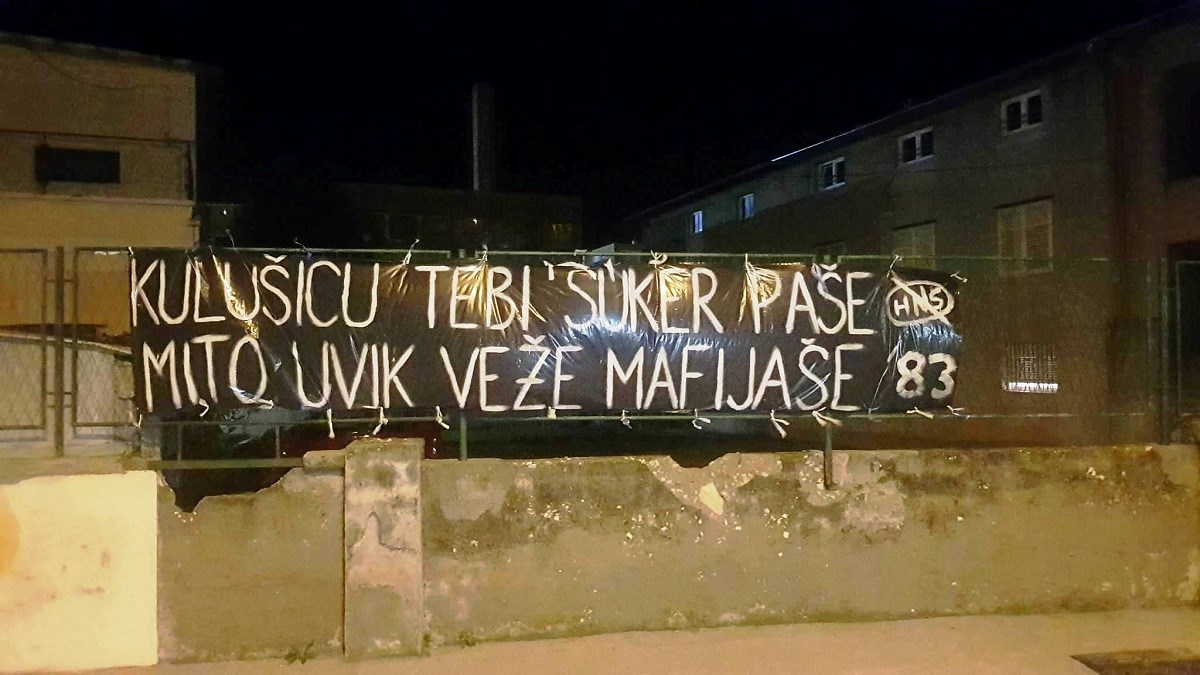 KULUŠICU TEBI ŠUKER PAŠE HNS
MITO UVIK VEŽE MAFIJAŠE '83